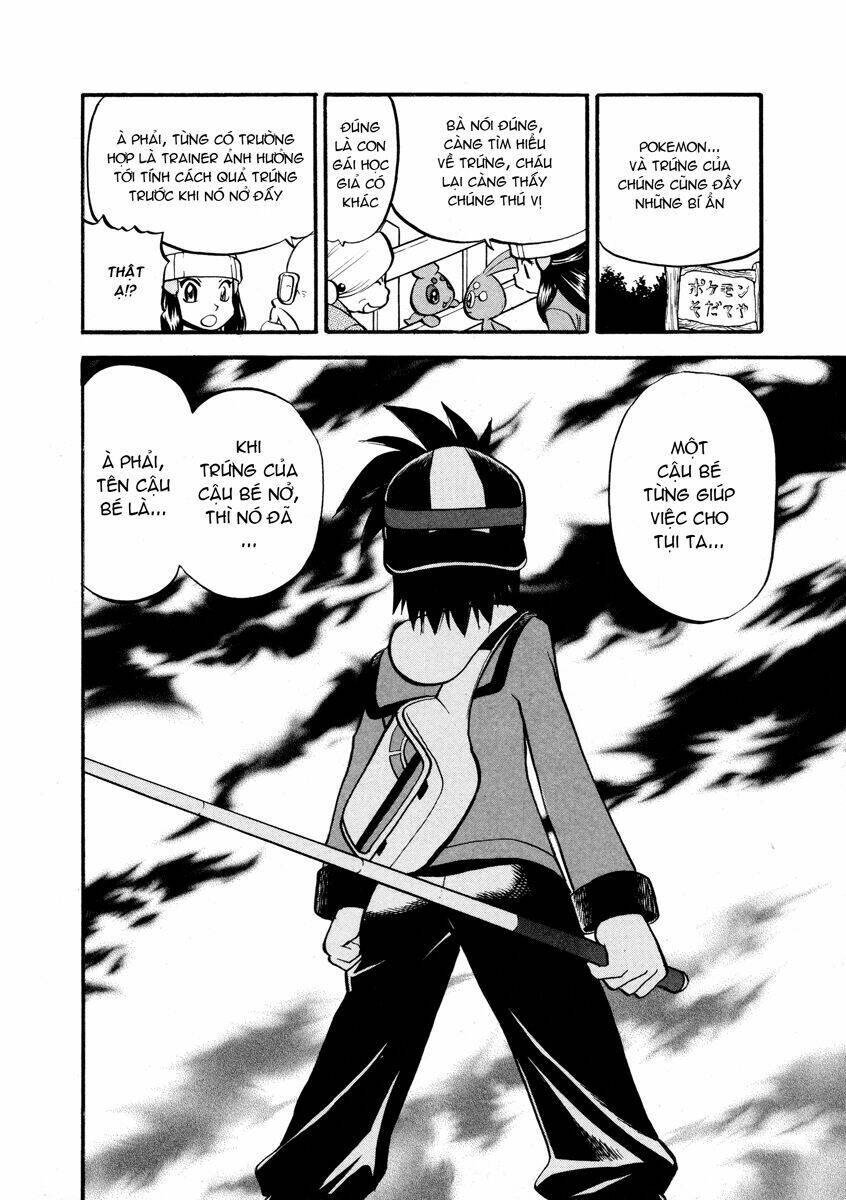 POKEMON...
VÀ TRỨNG CỦA
CHÚNG CŨNG ĐẦY
NHỮNG BÍ ẨN
ポケモン
そだてや
BÀ NÓI ĐÚNG,
CÀNG TÌM HIỂU
VỀ TRỨNG, CHÁU
LẠI CÀNG THẤY
CHÚNG THÚ VỊ
ĐÚNG
LÀ CON
GÁI HỌC
GIẢ CÓ
KHÁC
À PHẢI, TỪNG CÓ TRƯỜNG
HỢP LÀ TRAINER ẢNH HƯỞNG
TỚI TÍNH CÁCH QUẢ TRỨNG
TRƯỚC KHI NÓ NỞ ĐẤY
THẬT
Ạ!?
MỘT
CẬU BÉ
TỪNG GIÚP
VIỆC CHO
TỤI TA...
KHI
TRỨNG CỦA
CẬU BÉ NỞ,
THÌ NÓ ĐÃ
...
À PHẢI,
TÊN CẬU
BÉ LÀ...